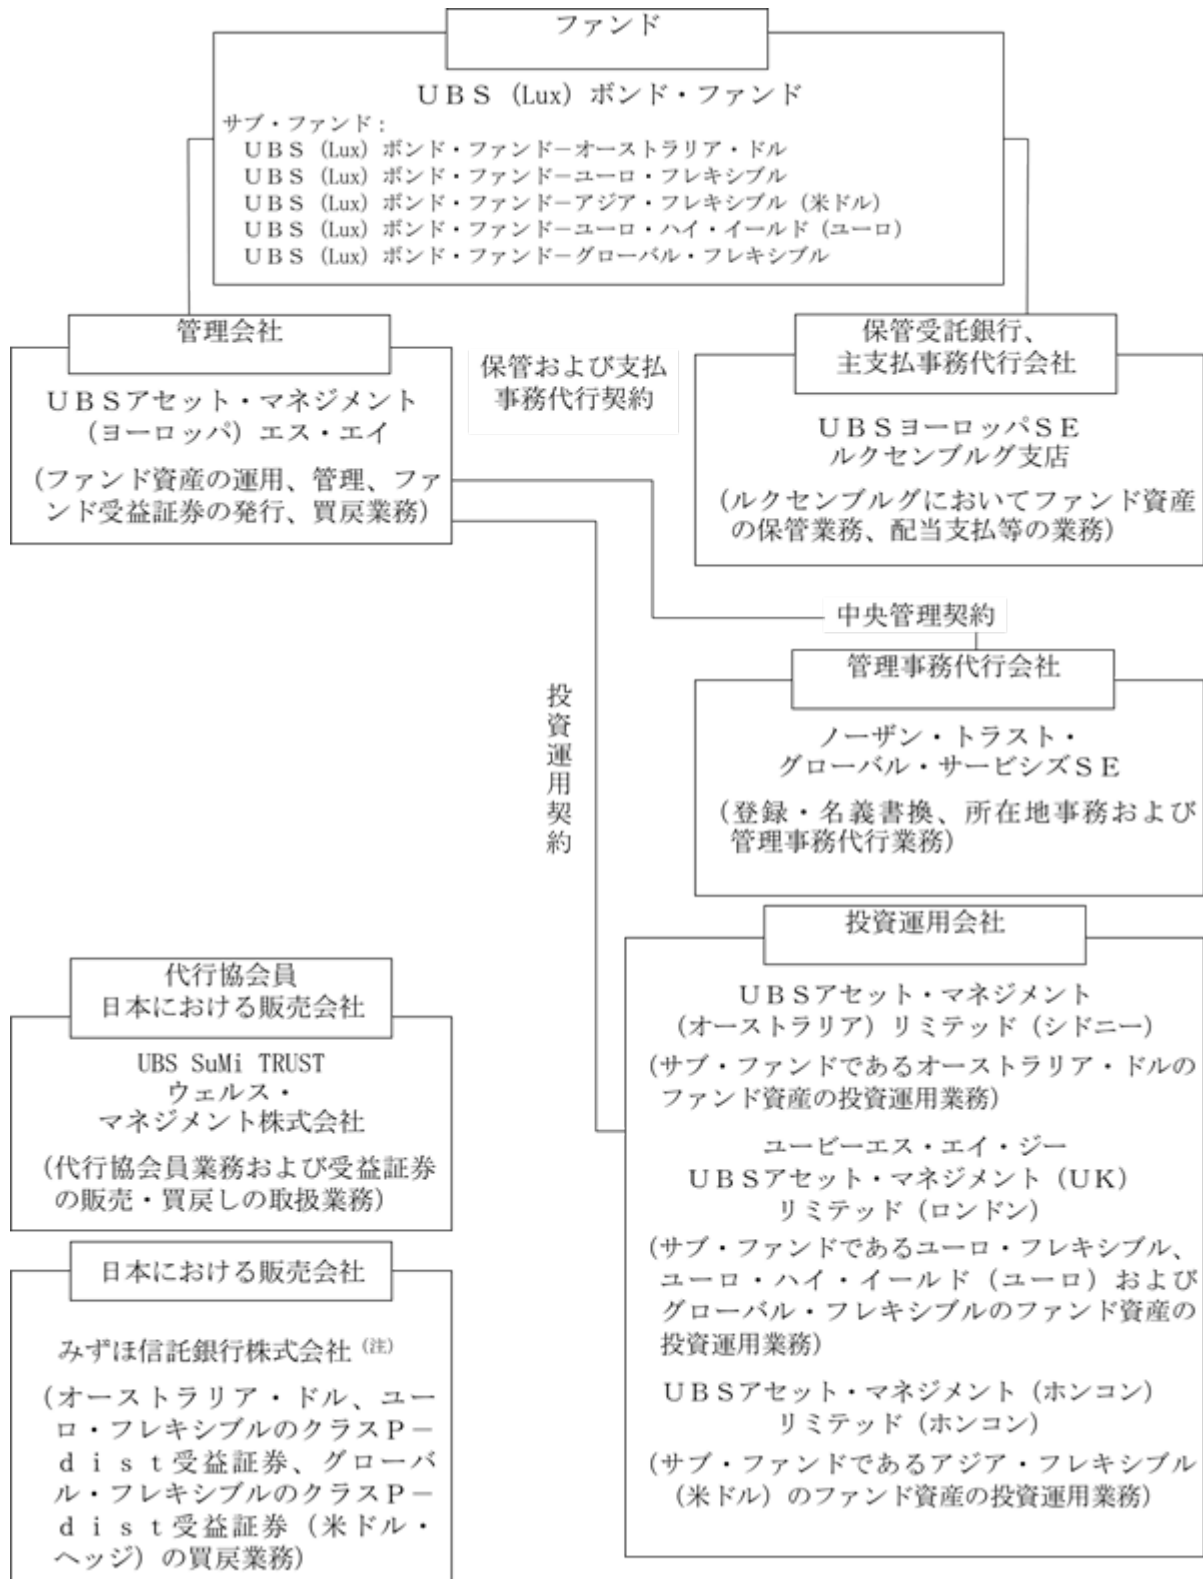 ファンド
ＵＢＳ（Lux）ボンド・ファンド
サブ・ファンド：
ＵＢＳ（Lux）ボンド・ファンド－オーストラリア・ドル
ＵＢＳ（Lux）ボンド・ファンド－ユーロ・フレキシブル
ＵＢＳ（Lux）ボンド・ファンド－アジア・フレキシブル（米ドル）
ＵＢＳ（Lux）ボンド・ファンド－ユーロ・ハイ・イールド（ユーロ）
ＵＢＳ（Lux）ボンド・ファンド－グローバル・フレキシブル
管理会社
ＵＢＳアセット・マネジメント
（ヨーロッパ）エス・エイ
（ファンド資産の運用、管理、ファ
ンド受益証券の発行、買戻業務）
保管および支払
事務代行契約
保管受託銀行、
主支払事務代行会社
ＵＢＳヨーロッパＳＥ
ルクセンブルグ支店
（ルクセンブルグにおいてファンド資産
の保管業務、配当支払等の業務）
中央管理契約
管理事務代行会社
ノーザン・トラスト・
グローバル・サービシズＳＥ
（登録・名義書換、所在地事務および
管理事務代行業務）
投資運用契約
投資運用会社
ＵＢＳアセット・マネジメント
（オーストラリア）リミテッド（シドニー）
（サブ・ファンドであるオーストラリア・ドルの
ファンド資産の投資運用業務）
ユービーエス・エイ・ジー
ＵＢＳアセット・マネジメント（ＵＫ）
リミテッド（ロンドン）
（サブ・ファンドであるユーロ・フレキシブル、
ユーロ・ハイ・イールド（ユーロ）および
グローバル・フレキシブルのファンド資産の
投資運用業務）
ＵＢＳアセット・マネジメント（ホンコン）
リミテッド（ホンコン）
（サブ・ファンドであるアジア・フレキシブル
（米ドル）のファンド資産の投資運用業務）
代行協会員
日本における販売会社
UBS SuMi TRUST
ウェルス・
マネジメント株式会社
（代行協会員業務および受益証券
の販売・買戻しの取扱業務）
日本における販売会社
みずほ信託銀行株式会社（注）
（オーストラリア・ドル、ユー
ロ・フレキシブルのクラスＰ－
ｄｉｓｔ受益証券、グローバ
ル・フレキシブルのクラスＰ－
ｄｉｓｔ受益証券（米ドル・
ヘッジ）の買戻業務）